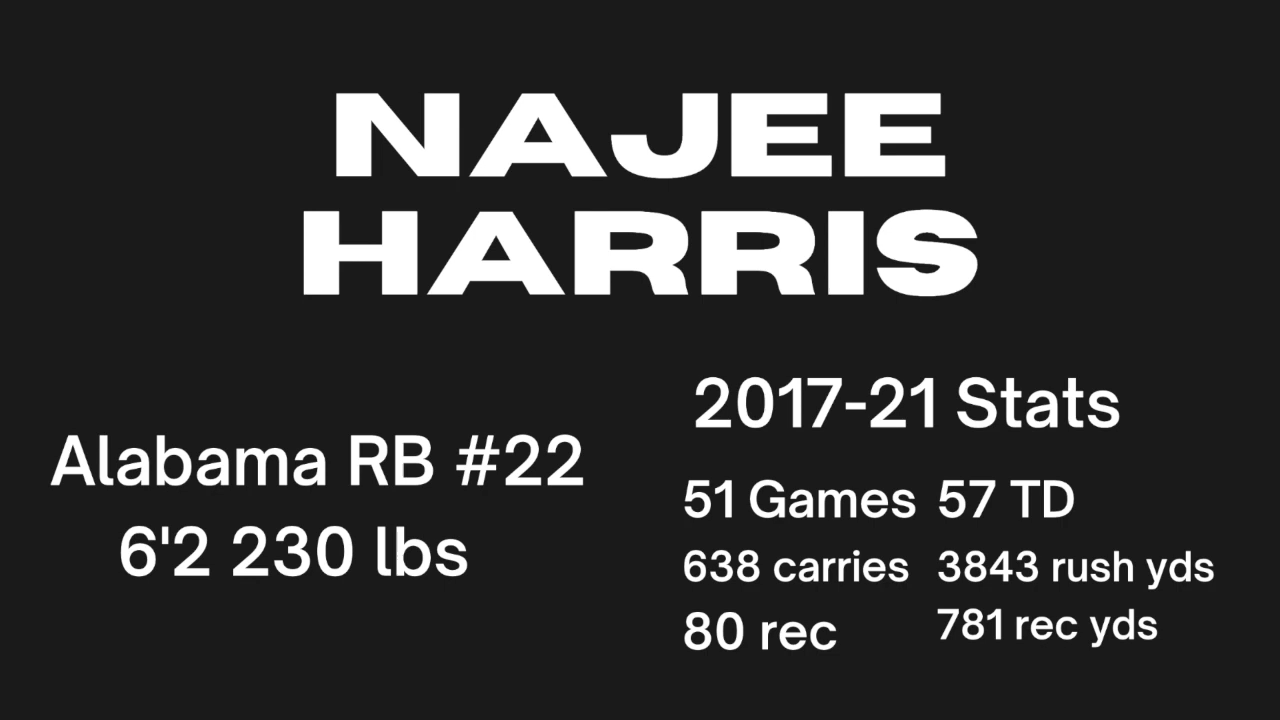 NAJEE
HARRIS
Alabama RB #22
6'2 230 lbs
2017-21 Stats
51 Games 57 TD
638 carries 3843 rush yds
80 rec 781 rec yds